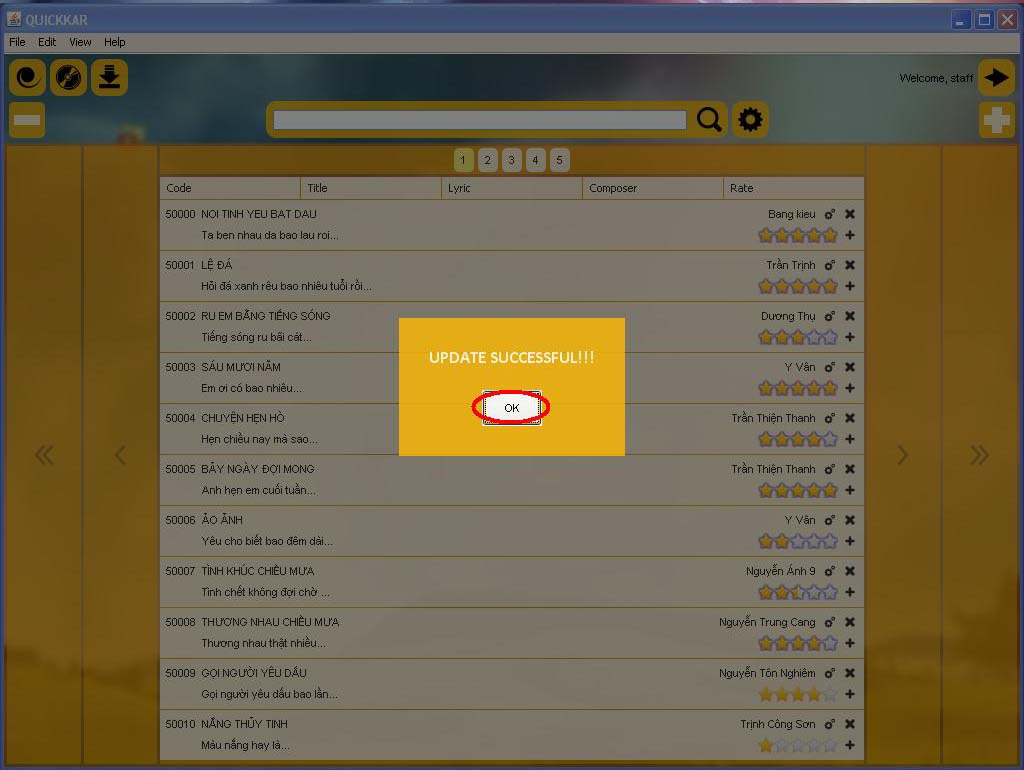 QUICKKAR
File Edit View Help
Welcome, staff
1 2 3 4 5
Code Title Lyric Composer Rate
50000 NOI TINH YEU BAT DAU Bang kieu
Ta ben nhau da bao lau roi...
50001 LỆ ĐÁ Trần Trịnh
Hỏi đá xanh rêu bao nhiêu tuổi rồi...
50002 RU EM BẰNG TIẾNG SÓNG Dương Thụ
Tiếng sóng ru bãi cát...
UPDATE SUCCESSFUL!!!
50003 SÁU MƯƠI NĂM Y Vân
Em ơi có bao nhiêu...
OK
50004 CHUYỆN HẸN HÒ Trần Thiện Thanh
Hẹn chiều nay mà sao...
50005 BẢY NGÀY ĐỢI MONG Trần Thiện Thanh
Anh hẹn em cuối tuần...
50006 ẢO ẢNH Y Vân
Yêu cho biết bao đêm dài...
50007 TÌNH KHÚC CHIỀU MƯA Nguyễn Ánh 9
Tình chết không đợi chờ ...
50008 THƯƠNG NHAU CHIỀU MƯA Nguyễn Trung Cang
Thương nhau thật nhiều...
50009 GỌI NGƯỜI YÊU DẤU Nguyễn Tôn Nghiêm
Gọi người yêu dấu bao lần...
50010 NẮNG THỦY TINH Trịnh Công Sơn
Màu nắng hay là...